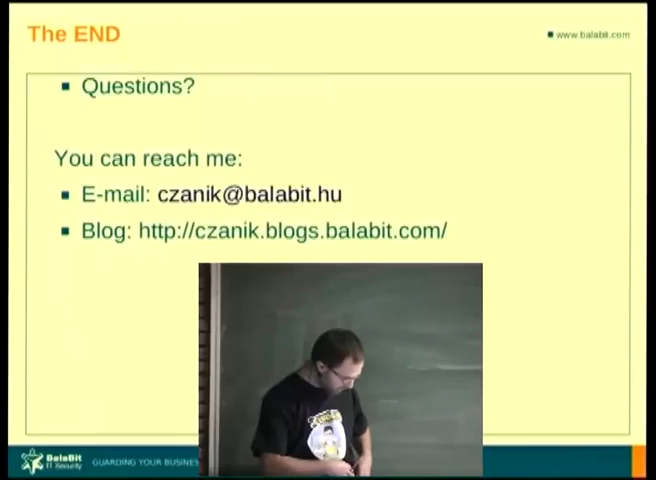 The END
www.balabit.com
Questions?
You can reach me:
E-mail: czanik@balabit.hu
Blog: http://czanik.blogs.balabit.com/
BalaBit
IT Security
GUARDING YOUR BUSINES